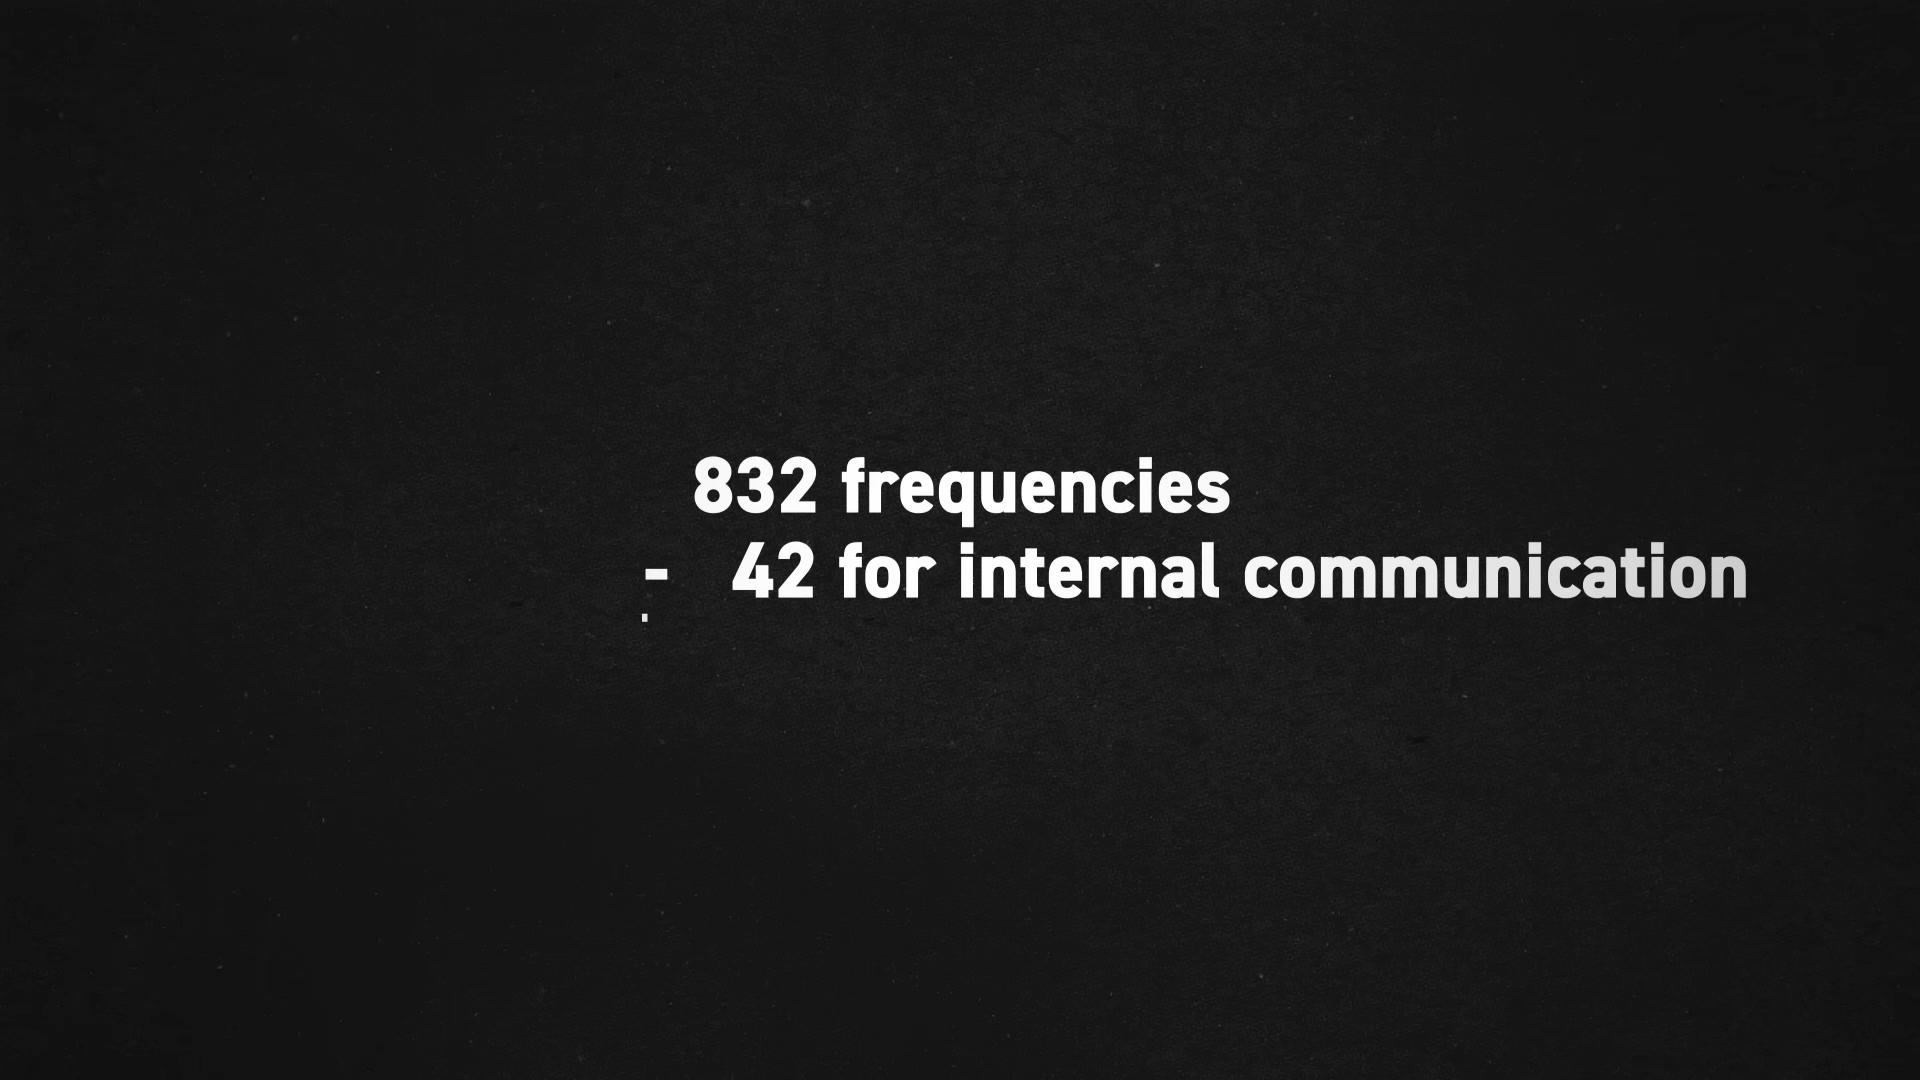 832 frequencies
- 42 for internal communication